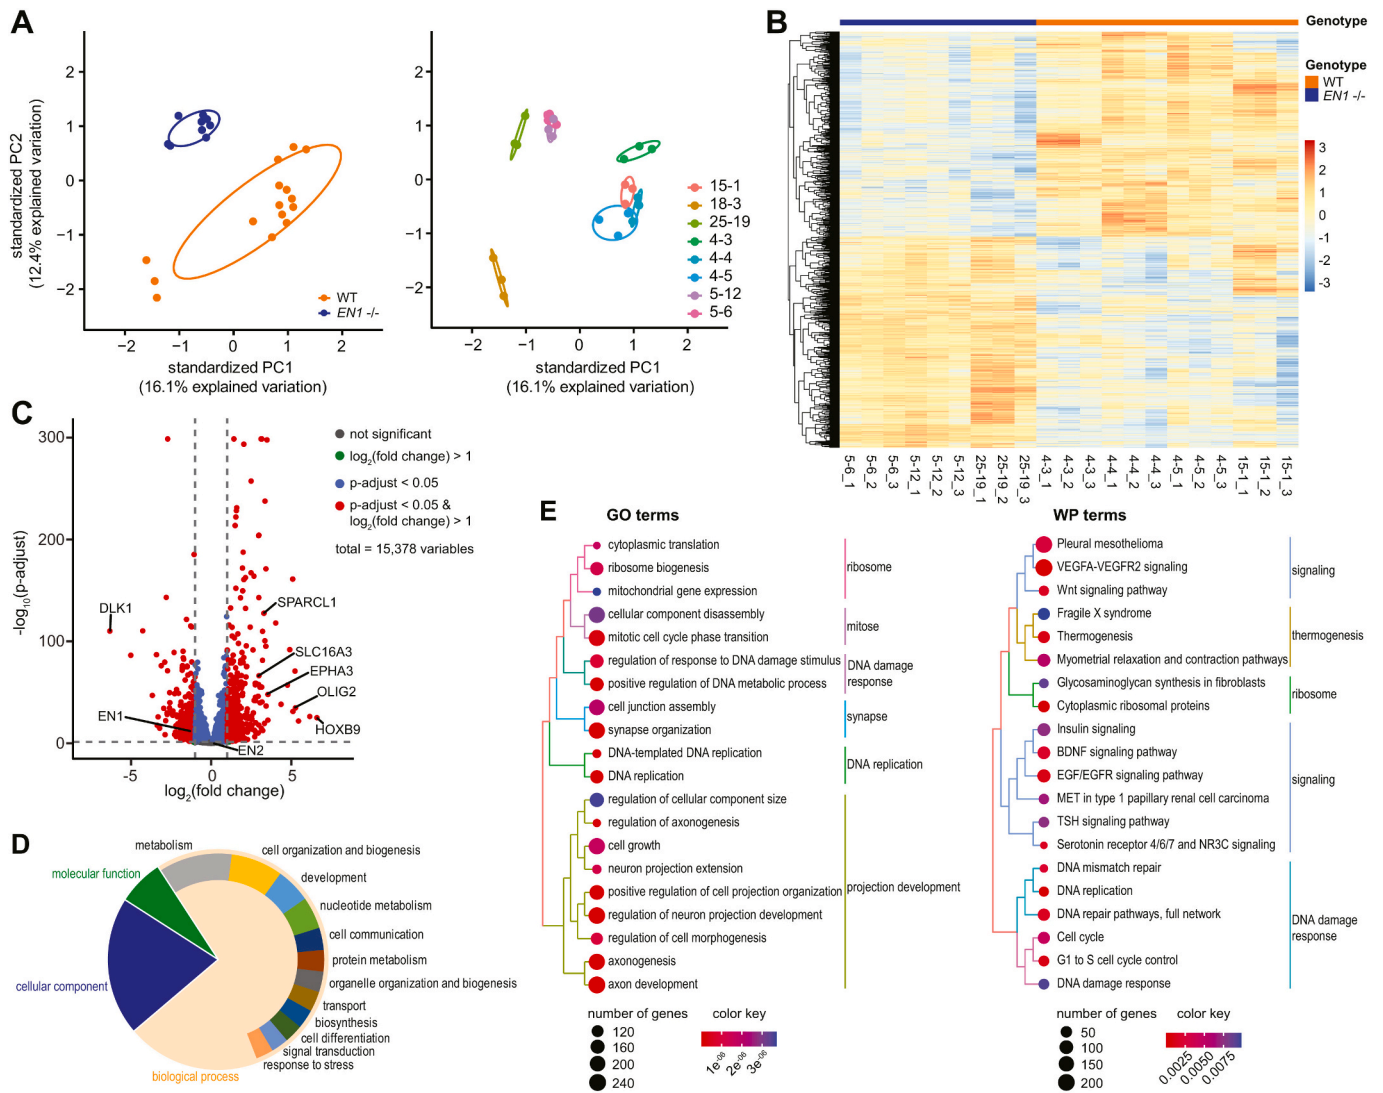 A
standardized PC2
(12.4% explained variation)
2
1
0
−1
−2
−2
−1
0
1
2
standardized PC1
(16.1% explained variation)
WT
EN1 -/-
2
1
0
−1
−2
−2
−1
0
1
2
standardized PC1
(16.1% explained variation)
15-1
18-3
25-19
4-3
4-4
4-5
5-12
5-6
B
Genotype
Genotype
WT
EN1 -/-
3
2
1
0
-1
-2
-3
5-6_1
5-6_2
5-6_3
5-12_1
5-12_2
5-12_3
25-19_1
25-19_2
25-19_3
4-3_1
4-3_2
4-3_3
4-4_1
4-4_2
4-4_3
4-5_1
4-5_2
4-5_3
15-1_1
15-1_2
15-1_3
C
-log10(p-adjust)
300
200
100
0
-5
0
5
log2(fold change)
DLK1
EN1
SPARCL1
SLC16A3
EPHA3
OLIG2
HOXB9
EN2
not significant
log2(fold change) > 1
p-adjust < 0.05
p-adjust < 0.05 &
log2(fold change) > 1
total = 15,378 variables
D
metabolism
cell organization and biogenesis
development
nucleotide metabolism
cell communication
protein metabolism
organelle organization and biogenesis
transport
biosynthesis
cell differentiation
signal transduction
response to stress
molecular function
cellular component
biological process
E
GO terms
cytoplasmic translation
ribosome biogenesis
mitochondrial gene expression
cellular component disassembly
mitotic cell cycle phase transition
regulation of response to DNA damage stimulus
positive regulation of DNA metabolic process
cell junction assembly
synapse organization
DNA-templated DNA replication
DNA replication
regulation of cellular component size
regulation of axonogenesis
cell growth
neuron projection extension
positive regulation of cell projection organization
regulation of neuron projection development
regulation of cell morphogenesis
axonogenesis
axon development
ribosome
mitose
DNA damage
response
synapse
DNA replication
projection development
number of genes
120
160
200
240
color key
1e-06
2e-06
3e-06
WP terms
Pleural mesothelioma
VEGFA-VEGFR2 signaling
Wnt signaling pathway
Fragile X syndrome
Thermogenesis
Myometrial relaxation and contraction pathways
Glycosaminoglycan synthesis in fibroblasts
Cytoplasmic ribosomal proteins
Insulin signaling
BDNF signaling pathway
EGF/EGFR signaling pathway
MET in type 1 papillary renal cell carcinoma
TSH signaling pathway
Serotonin receptor 4/6/7 and NR3C signaling
DNA mismatch repair
DNA replication
DNA repair pathways, full network
Cell cycle
G1 to S cell cycle control
DNA damage response
signaling
thermogenesis
ribosome
signaling
DNA damage
response
number of genes
50
100
150
200
color key
0.0025
0.0050
0.0075